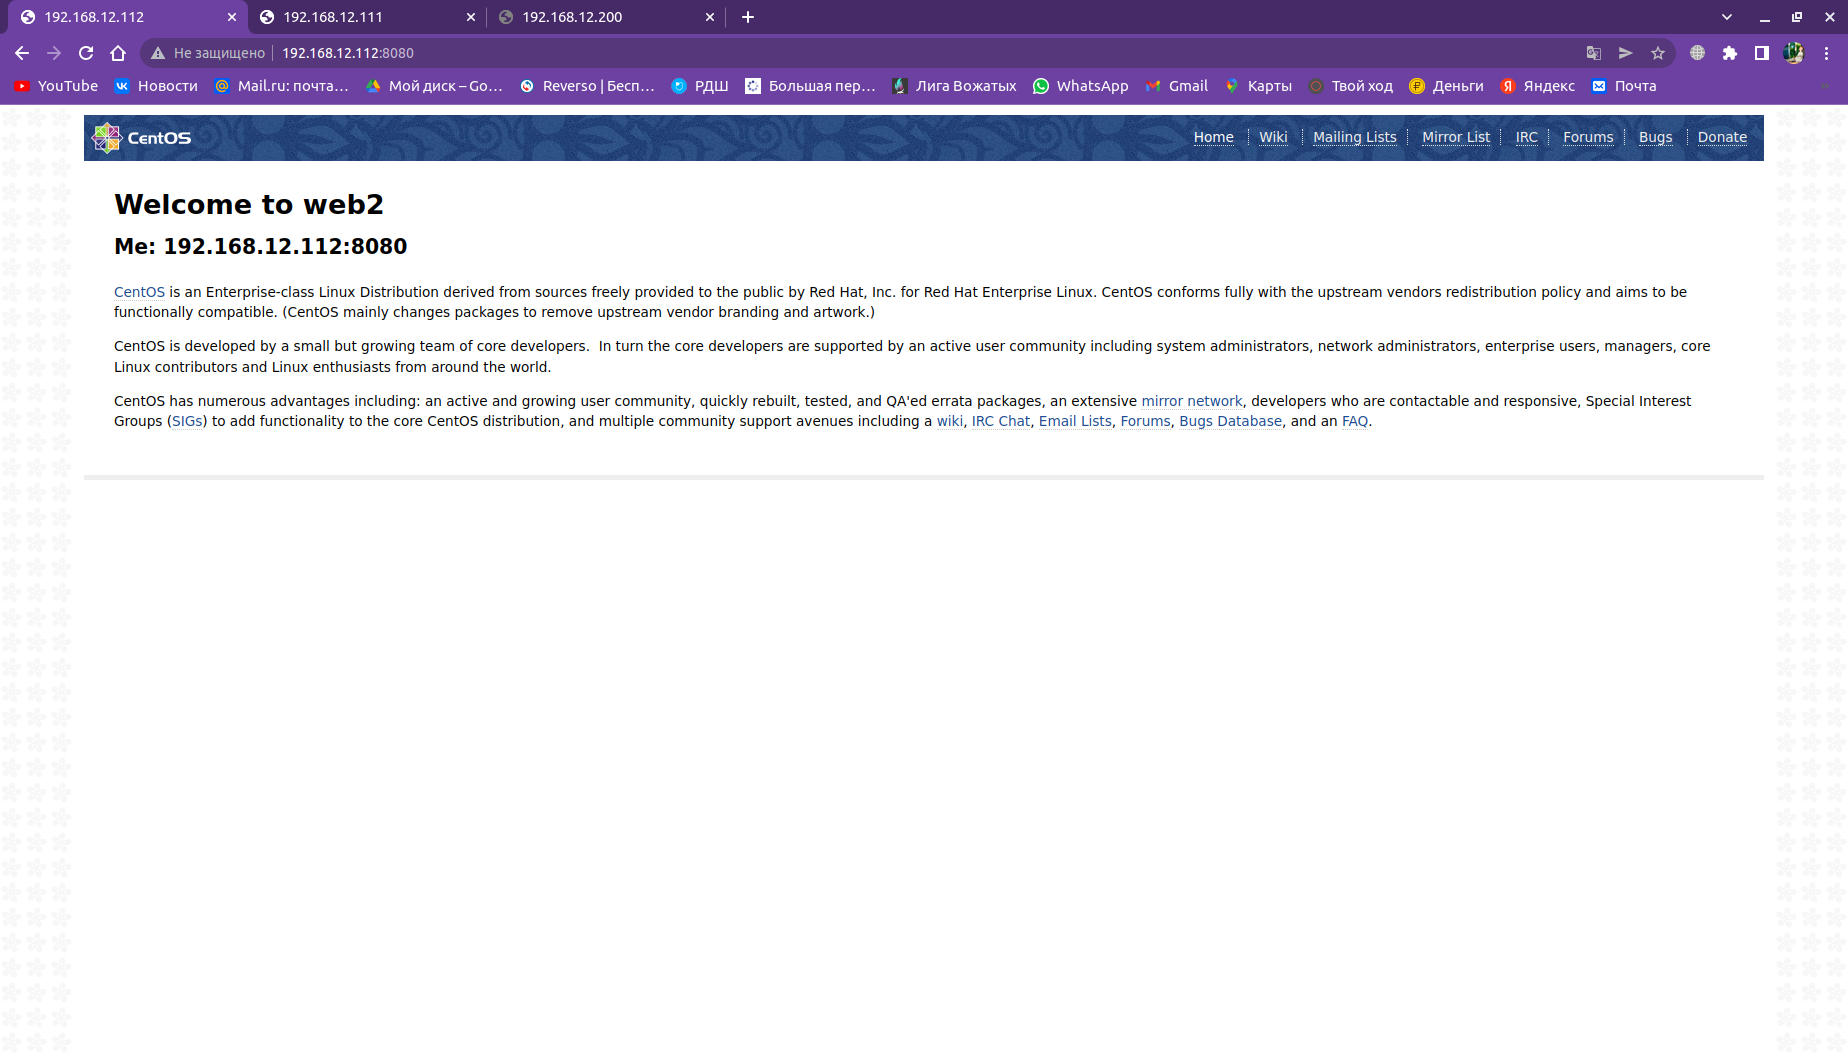 192.168.12.112
192.168.12.111
192.168.12.200
Не защищено
192.168.12.112:8080
YouTube
Новости
Mail.ru: почта…
Мой диск – Go…
Reverso | Бесп…
РДШ
Большая пер…
Лига Вожатых
WhatsApp
Gmail
Карты
Твой ход
Деньги
Яндекс
Почта
CentOS
Home
Wiki
Mailing Lists
Mirror List
IRC
Forums
Bugs
Donate
Welcome to web2
Me: 192.168.12.112:8080
CentOS is an Enterprise-class Linux Distribution derived from sources freely provided to the public by Red Hat, Inc. for Red Hat Enterprise Linux. CentOS conforms fully with the upstream vendors redistribution policy and aims to be
functionally compatible. (CentOS mainly changes packages to remove upstream vendor branding and artwork.)
CentOS is developed by a small but growing team of core developers.  In turn the core developers are supported by an active user community including system administrators, network administrators, enterprise users, managers, core
Linux contributors and Linux enthusiasts from around the world.
CentOS has numerous advantages including: an active and growing user community, quickly rebuilt, tested, and QA'ed errata packages, an extensive mirror network, developers who are contactable and responsive, Special Interest
Groups (SIGs) to add functionality to the core CentOS distribution, and multiple community support avenues including a wiki, IRC Chat, Email Lists, Forums, Bugs Database, and an FAQ.